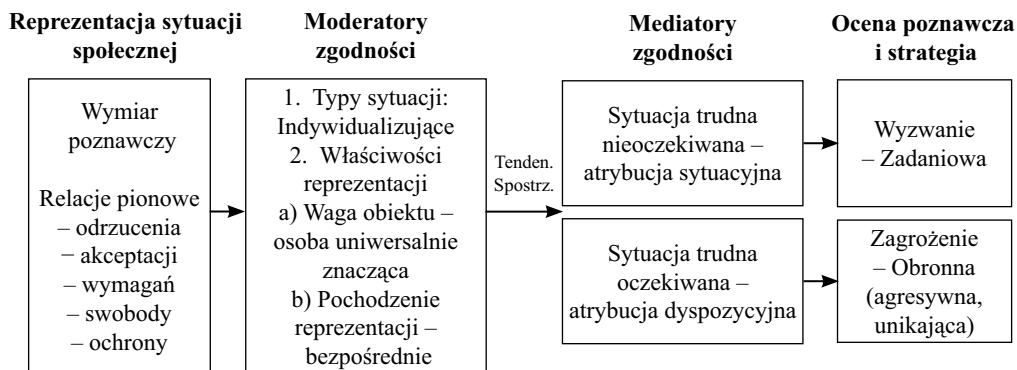 Reprezentacja sytuacji
społecznej
Moderatory
zgodności
Mediatory
zgodności
Ocena poznawcza
i strategia
Wymiar
poznawczy
Relacje pionowe
– odrzucenia
– akceptacji
– wymagań
– swobody
– ochrony
1. Typy sytuacji:
Indywidualizujące
2. Właściwości
reprezentacji
a) Waga obiektu –
osoba uniwersalnie
znacząca
b) Pochodzenie
reprezentacji –
bezpośrednie
Tenden.
Spostrz.
Sytuacja trudna
nieoczekiwana –
atrybucja sytuacyjna
Sytuacja trudna
oczekiwana –
atrybucja dyspozycyjna
Wyzwanie
– Zadaniowa
Zagrożenie
– Obronna
(agresywna,
unikająca)